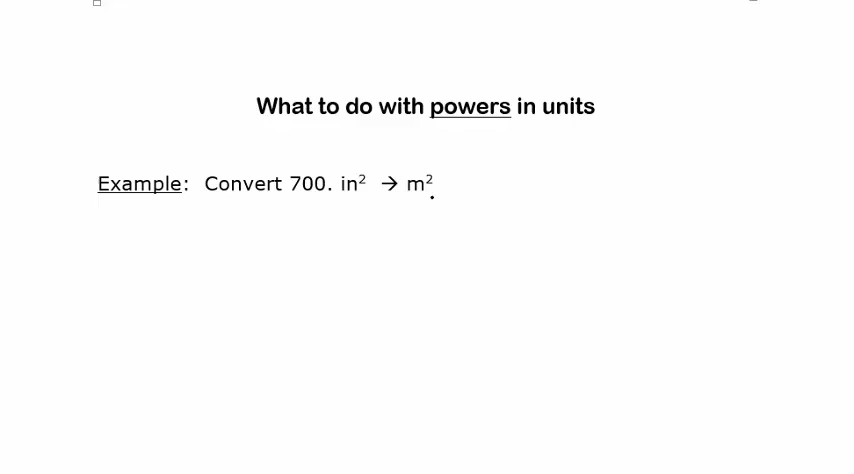 What to do with powers in units
Example: Convert 700. in² → m²